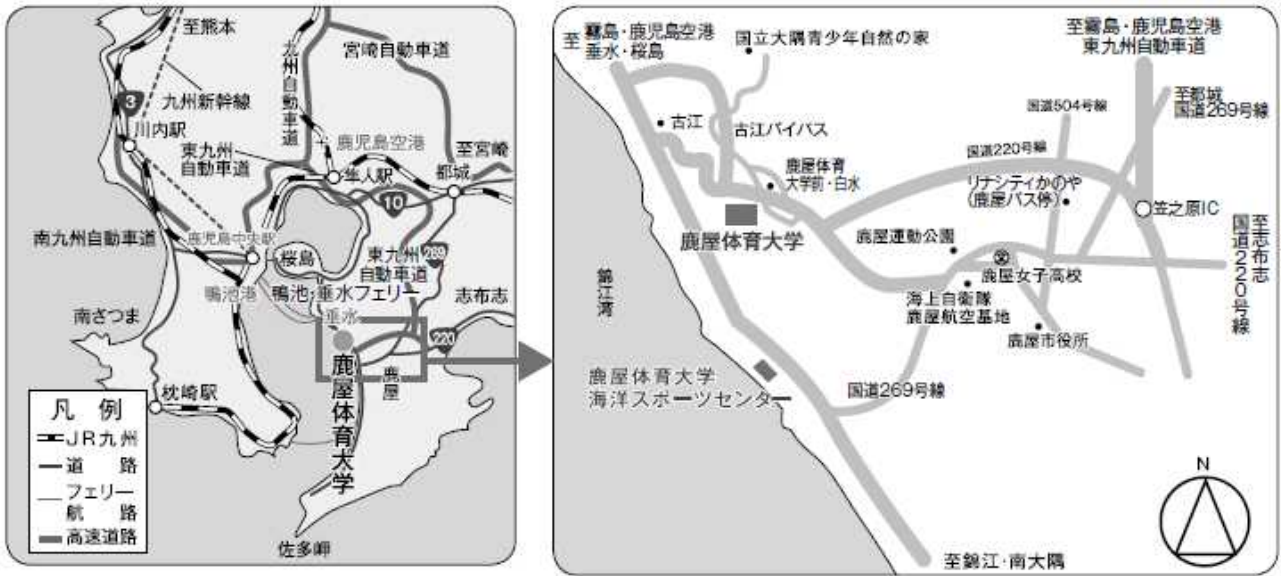 至熊本
宮崎自動車道
九州自動車道
3
九州新幹線
川内駅
鹿児島空港
東九州
自動車道
至宮崎
隼人駅
都城
10
南九州自動車道
鹿児島中央駅
桜島
東九州
自動車道
269
鴨池港
鴨池・垂水フェリー
志布志
垂水
南さつま
220
鹿屋
鹿屋体育大学
枕崎駅
凡例
JR九州
道路
フェリー
航路
高速道路
佐多岬
至 霧島・鹿児島空港
垂水・桜島
国立大隅青少年自然の家
至霧島・鹿児島空港
東九州自動車道
至都城
国道269号線
国道504号線
古江
古江バイパス
国道220号線
鹿屋体育
大学前・白水
リナシティかのや
(鹿屋バス停)
笠之原IC
鹿屋体育大学
鹿屋運動公園
至志布志
国道220号線
鹿屋女子高校
錦江湾
海上自衛隊
鹿屋航空基地
鹿屋市役所
鹿屋体育大学
海洋スポーツセンター
国道269号線
N
至錦江・南大隅